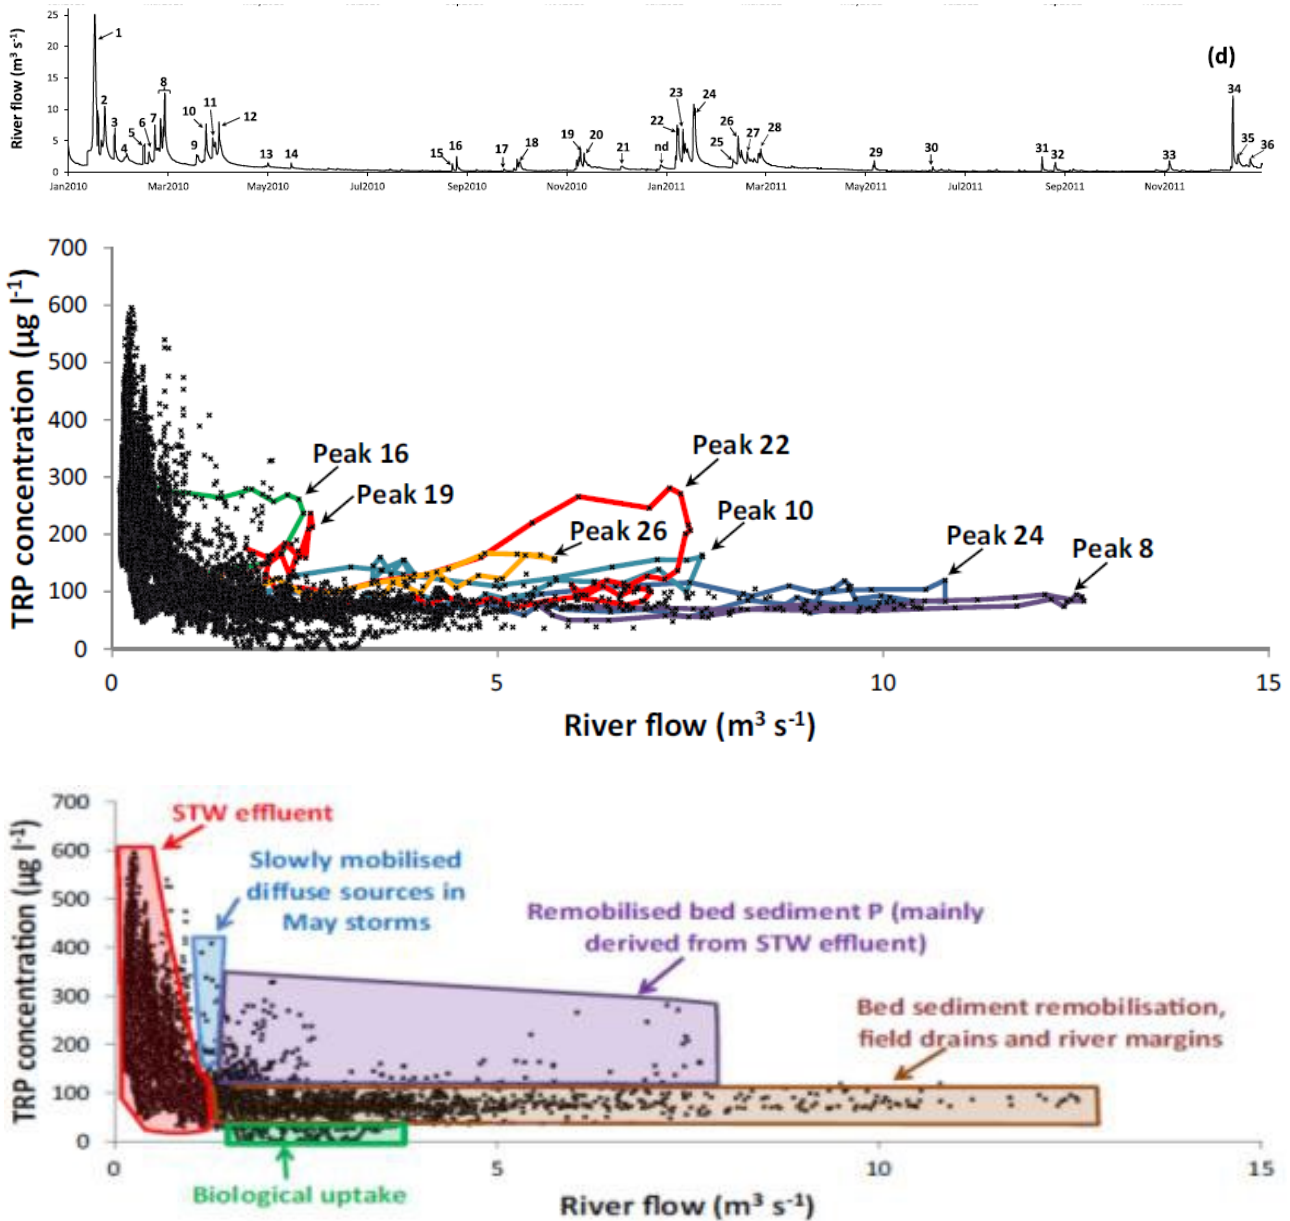 25
20
15
10
5
0
River flow (m³ s⁻¹)
(d)
1
2
3
4
5
6
7
8
9
10
11
12
13
14
15
16
17
18
19
20
21
nd
22
23
24
25
26
27
28
29
30
31
32
33
34
35
36
Jan2010
Mar2010
May2010
Jul2010
Sep2010
Nov2010
Jan2011
Mar2011
May2011
Jul2011
Sep2011
Nov2011
700
600
500
400
300
200
100
0
TRP concentration (µg l⁻¹)
Peak 16
Peak 19
Peak 22
Peak 26
Peak 10
Peak 24
Peak 8
0
5
10
15
River flow (m³ s⁻¹)
700
600
500
400
300
200
100
0
TRP concentration (µg l⁻¹)
STW effluent
Slowly mobilised
diffuse sources in
May storms
Remobilised bed sediment P (mainly
derived from STW effluent)
Bed sediment remobilisation,
field drains and river margins
Biological uptake
0
5
10
15
River flow (m³ s⁻¹)